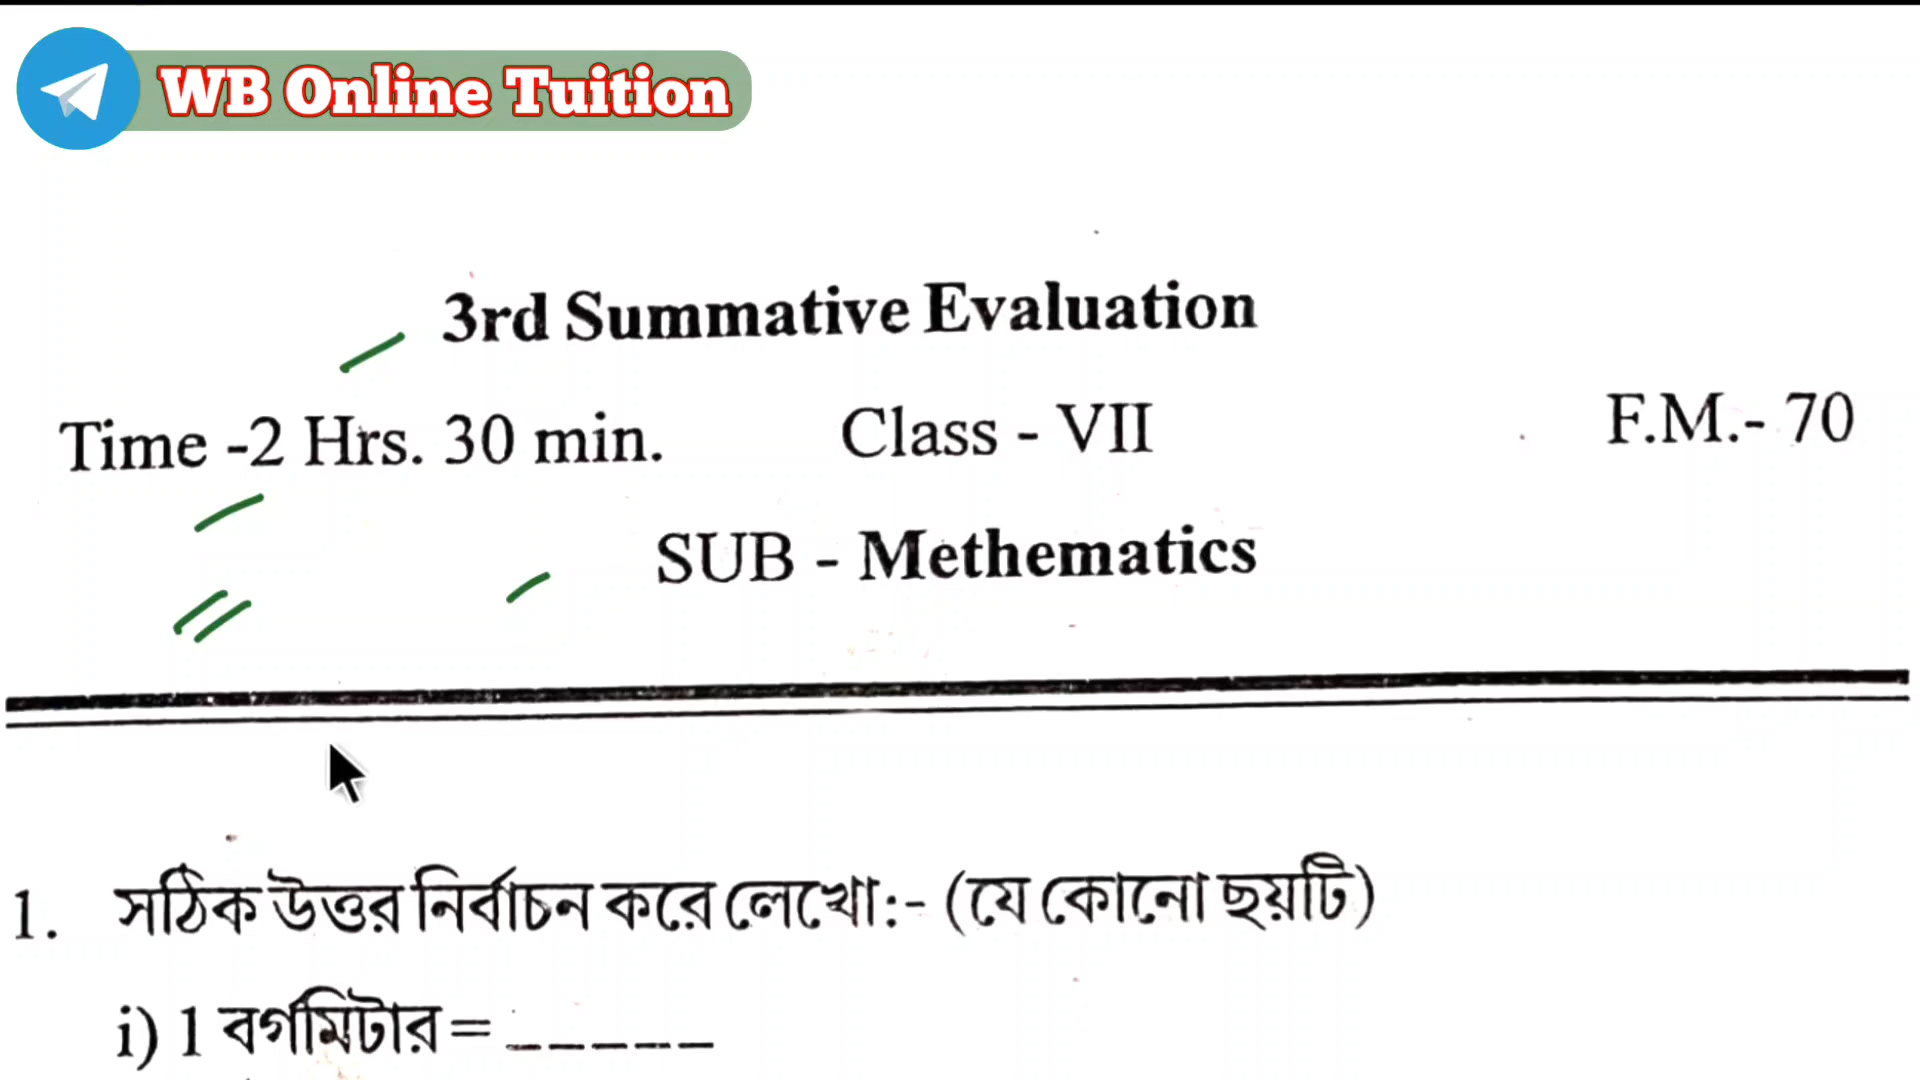 WB Online Tuition
3rd Summative Evaluation
Time -2 Hrs. 30 min. Class - VII F.M.- 70
SUB - Methematics
1. সঠিক উত্তর নির্বাচন করে লেখো:- (যে কোনো ছয়টি)
i) 1 বর্গমিটার = _____